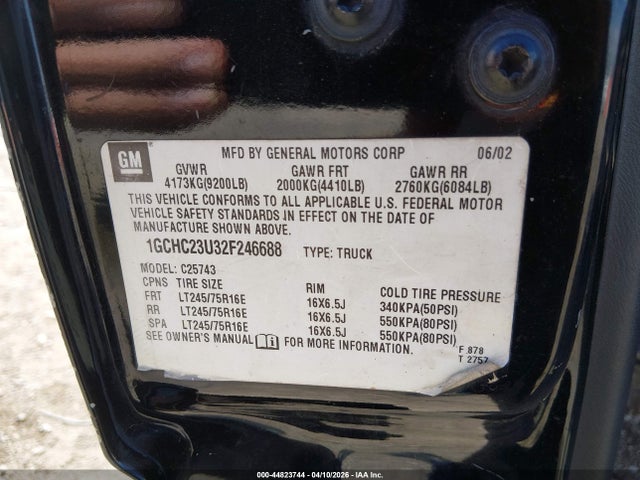 GM
MFD BY GENERAL MOTORS CORP 06/02
GVWR GAWR FRT GAWR RR
4173KG(9200LB) 2000KG(4410LB) 2760KG(6084LB)
THIS VEHICLE CONFORMS TO ALL APPLICABLE U.S. FEDERAL MOTOR
VEHICLE SAFETY STANDARDS IN EFFECT ON THE DATE OF
MANUFACTURE SHOWN ABOVE.
1GCHC23U32F246688 TYPE: TRUCK
MODEL: C25743
CPNS TIRE SIZE RIM COLD TIRE PRESSURE
FRT LT245/75R16E 16X6.5J 340KPA(50PSI)
RR LT245/75R16E 16X6.5J 550KPA(80PSI)
SPA LT245/75R16E 16X6.5J 550KPA(80PSI)
SEE OWNER'S MANUAL FOR MORE INFORMATION.
F 878
T 2757
000-44823744 - 04/10/2026 - IAA Inc.